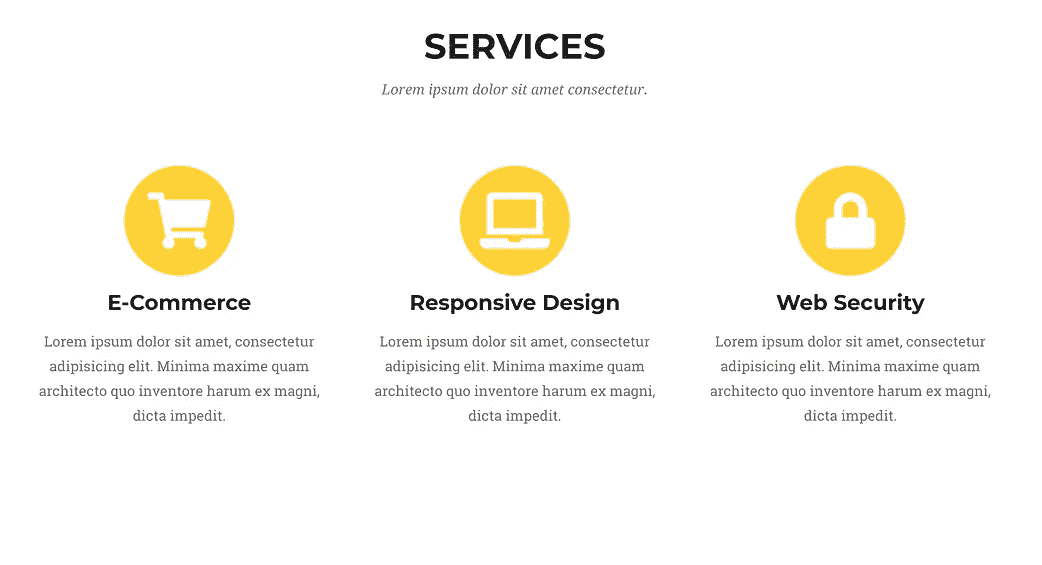 SERVICES
Lorem ipsum dolor sit amet consectetur.
E-Commerce
Lorem ipsum dolor sit amet, consectetur
adipisicing elit. Minima maxime quam
architecto quo inventore harum ex magni,
dicta impedit.
Responsive Design
Lorem ipsum dolor sit amet, consectetur
adipisicing elit. Minima maxime quam
architecto quo inventore harum ex magni,
dicta impedit.
Web Security
Lorem ipsum dolor sit amet, consectetur
adipisicing elit. Minima maxime quam
architecto quo inventore harum ex magni,
dicta impedit.